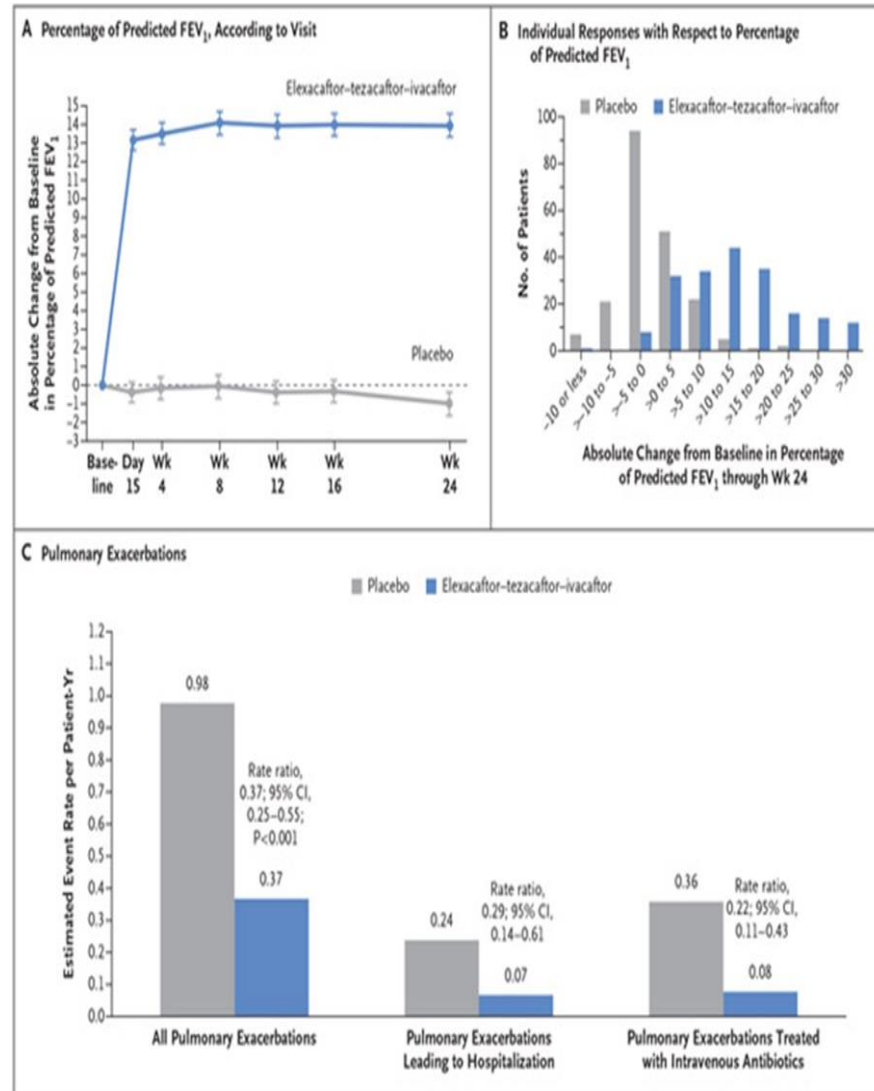 A Percentage of Predicted FEV₁, According to Visit
Elexacaftor–tezacaftor–ivacaftor
Absolute Change from Baseline
in Percentage of Predicted FEV₁
15
14
13
12
11
10
9
8
7
6
5
4
3
2
1
0
−1
−2
−3
Placebo
Base- Day Wk Wk Wk Wk Wk
line 15 4 8 12 16 24
B Individual Responses with Respect to Percentage
of Predicted FEV₁
Placebo Elexacaftor–tezacaftor–ivacaftor
No. of Patients
100
80
60
40
20
0
−10 or less
>−10 to −5
>−5 to 0
>0 to 5
>5 to 10
>10 to 15
>15 to 20
>20 to 25
>25 to 30
>30
Absolute Change from Baseline in Percentage
of Predicted FEV₁ through Wk 24
C Pulmonary Exacerbations
Placebo Elexacaftor–tezacaftor–ivacaftor
Estimated Event Rate per Patient-Yr
1.2
1.1
1.0
0.9
0.8
0.7
0.6
0.5
0.4
0.3
0.2
0.1
0.0
0.98
Rate ratio,
0.37; 95% CI,
0.25–0.55;
P<0.001
0.37
All Pulmonary Exacerbations
0.24
Rate ratio,
0.29; 95% CI,
0.14–0.61
0.07
Pulmonary Exacerbations
Leading to Hospitalization
0.36
Rate ratio,
0.22; 95% CI,
0.11–0.43
0.08
Pulmonary Exacerbations Treated
with Intravenous Antibiotics